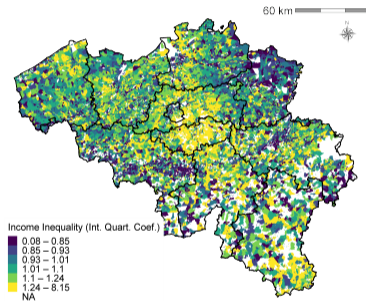 60 km
N
Income Inequality (Int. Quart. Coef.)
0.08 – 0.85
0.85 – 0.93
0.93 – 1.01
1.01 – 1.1
1.1 – 1.24
1.24 – 8.15
NA